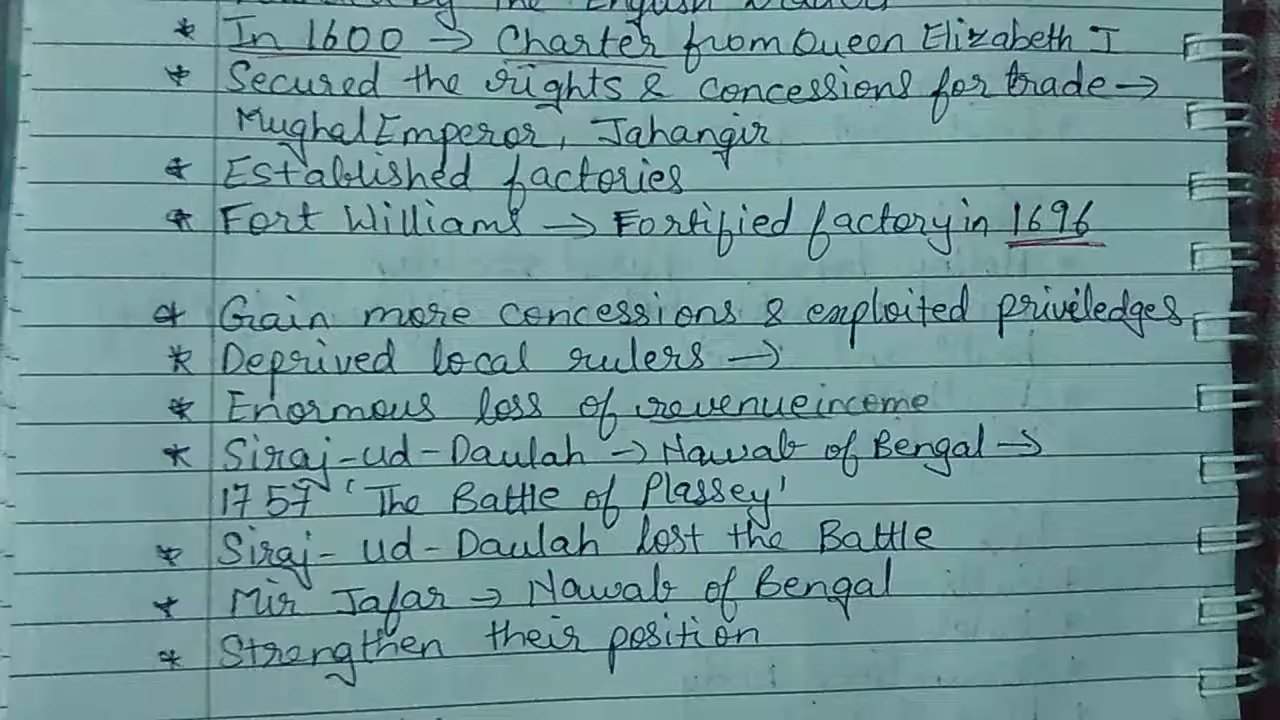 by the English
* In 1600 → Charter from Queen Elizabeth I
* Secured the rights & concessions for trade →
Mughal Emperor, Jahangir
* Established factories
* Fort Williams → Fortified factory in 1696
* Gain more concessions & exploited priviledges
* Deprived local rulers →
* Enormous loss of revenue income
* Siraj-ud-Daulah → Nawab of Bengal →
1757 'The Battle of Plassey'
* Siraj-ud-Daulah lost the Battle
* Mir Jafar → Nawab of Bengal
* Strengthen their position